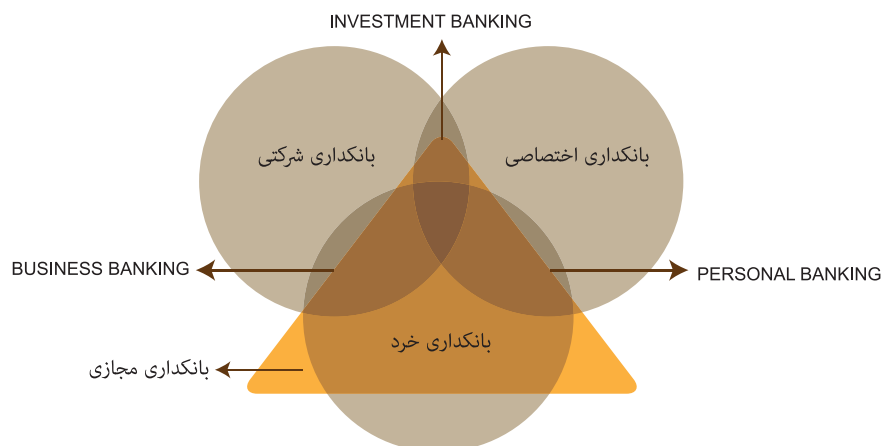 INVESTMENT BANKING
بانکداری شرکتی
بانکداری اختصاصی
BUSINESS BANKING
PERSONAL BANKING
بانکداری خرد
بانکداری مجازی